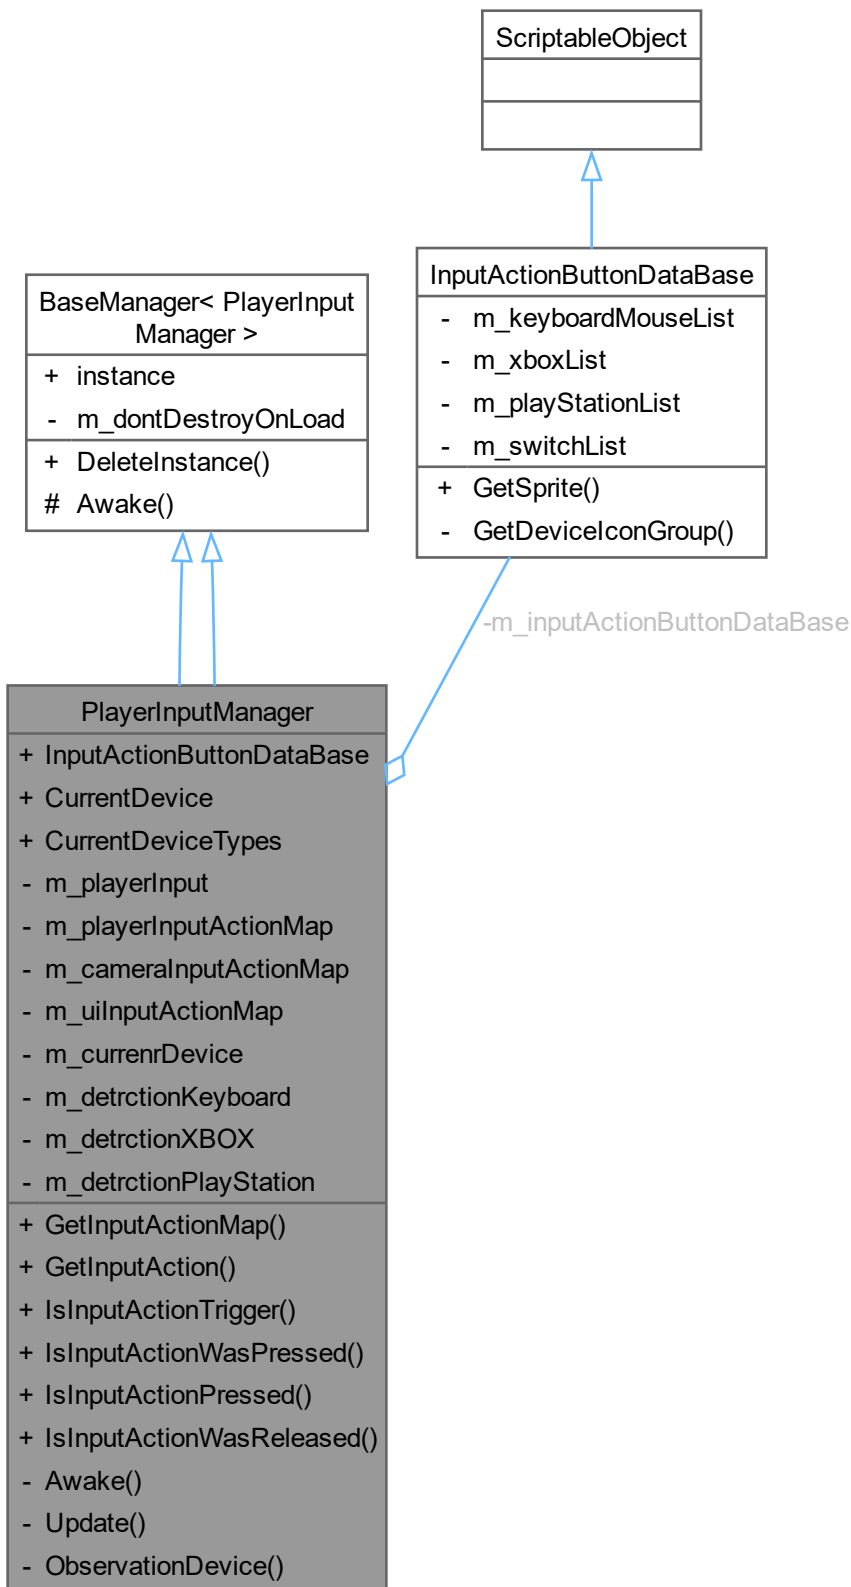 ScriptableObject
InputActionButtonDataBase
- m_keyboardMouseList
- m_xboxList
- m_playStationList
- m_switchList
+ GetSprite()
- GetDeviceIconGroup()
BaseManager< PlayerInput
Manager >
+ instance
- m_dontDestroyOnLoad
+ DeleteInstance()
# Awake()
-m_inputActionButtonDataBase
PlayerInputManager
+ InputActionButtonDataBase
+ CurrentDevice
+ CurrentDeviceTypes
- m_playerInput
- m_playerInputActionMap
- m_cameraInputActionMap
- m_uiInputActionMap
- m_currenrDevice
- m_detrctionKeyboard
- m_detrctionXBOX
- m_detrctionPlayStation
+ GetInputActionMap()
+ GetInputAction()
+ IsInputActionTrigger()
+ IsInputActionWasPressed()
+ IsInputActionPressed()
+ IsInputActionWasReleased()
- Awake()
- Update()
- ObservationDevice()